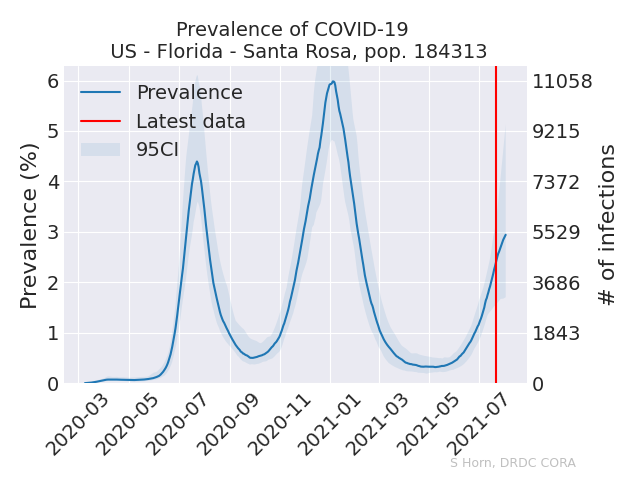 Prevalence of COVID-19
US - Florida - Santa Rosa, pop. 184313
Prevalence
Latest data
95CI
Prevalence (%)
6
5
4
3
2
1
0
11058
9215
7372
5529
3686
1843
0
# of infections
2020-03
2020-05
2020-07
2020-09
2020-11
2021-01
2021-03
2021-05
2021-07
S Horn, DRDC CORA